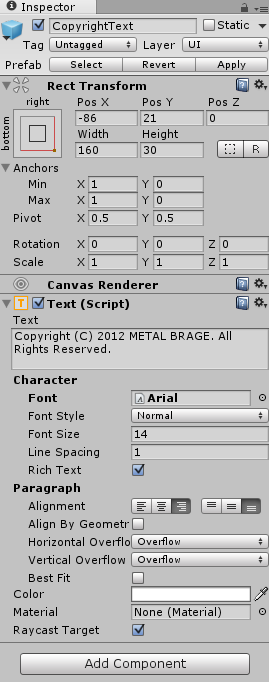 Inspector
CopyrightText Static
Tag Untagged Layer UI
Prefab Select Revert Apply
Rect Transform
right Pos X Pos Y Pos Z
bottom -86 21 0
Width Height
160 30 R
Anchors
Min X 1 Y 0
Max X 1 Y 0
Pivot X 0.5 Y 0.5
Rotation X 0 Y 0 Z 0
Scale X 1 Y 1 Z 1
Canvas Renderer
T Text (Script)
Text
Copyright (C) 2012 METAL BRAGE. All
Rights Reserved.
Character
Font Arial
Font Style Normal
Font Size 14
Line Spacing 1
Rich Text
Paragraph
Alignment
Align By Geometr
Horizontal Overflo Overflow
Vertical Overflow Overflow
Best Fit
Color
Material None (Material)
Raycast Target
Add Component